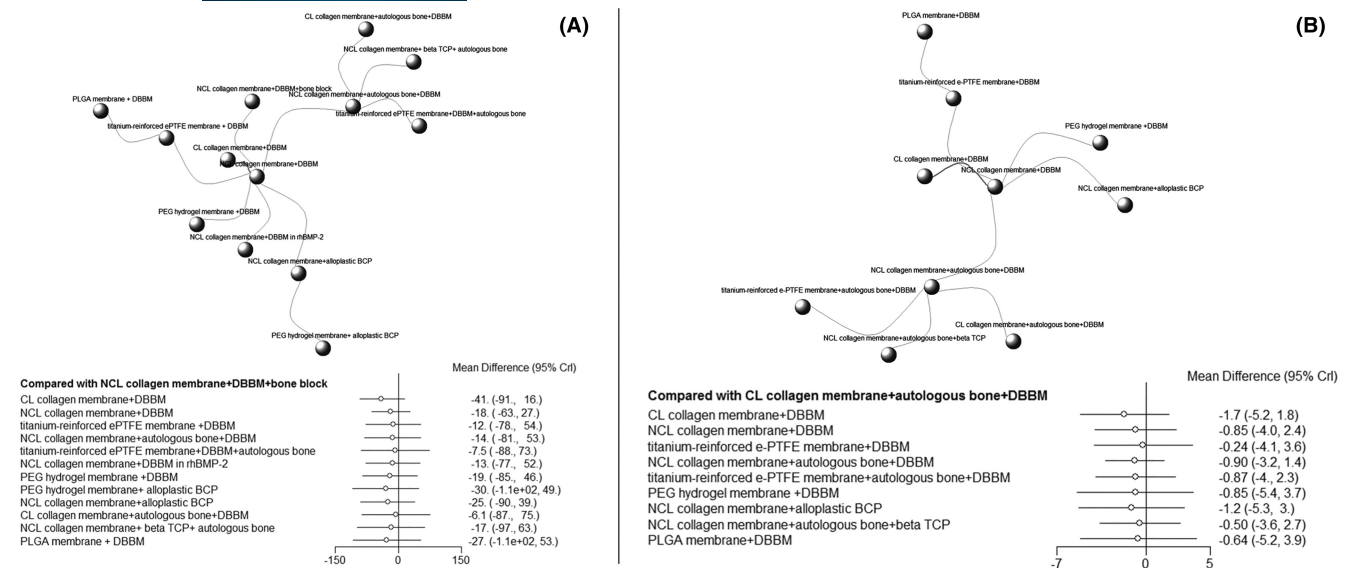 (A)
CL collagen membrane+autologous bone+DBBM
NCL collagen membrane+ beta TCP+ autologous bone
NCL collagen membrane+DBBM+bone block
NCL collagen membrane+autologous bone+DBBM
PLGA membrane + DBBM
titanium-reinforced ePTFE membrane+DBBM+autologous bone
titanium-reinforced ePTFE membrane + DBBM
CL collagen membrane+DBBM
NCL collagen membrane+DBBM
PEG hydrogel membrane +DBBM
NCL collagen membrane+DBBM in rhBMP-2
NCL collagen membrane+alloplastic BCP
PEG hydrogel membrane+ alloplastic BCP
Mean Difference (95% CrI)
Compared with NCL collagen membrane+DBBM+bone block
CL collagen membrane+DBBM -41. (-91., 16.)
NCL collagen membrane+DBBM -18. ( -63, 27.)
titanium-reinforced ePTFE membrane +DBBM -12. ( -78., 54.)
NCL collagen membrane+autologous bone+DBBM -14. ( -81., 53.)
titanium-reinforced ePTFE membrane+DBBM+autologous bone -7.5 ( -88., 73.)
NCL collagen membrane+DBBM in rhBMP-2 -13. (-77., 52.)
PEG hydrogel membrane +DBBM -19. ( -85., 46.)
PEG hydrogel membrane+ alloplastic BCP -30. (-1.1e+02, 49.)
NCL collagen membrane+alloplastic BCP -25. (-90., 39.)
CL collagen membrane+autologous bone+DBBM -6.1 (-87., 75.)
NCL collagen membrane+ beta TCP+ autologous bone -17. (-97., 63.)
PLGA membrane + DBBM -27. (-1.1e+02, 53.)
-150 0 150
(B)
PLGA membrane+DBBM
titanium-reinforced e-PTFE membrane+DBBM
PEG hydrogel membrane +DBBM
CL collagen membrane+DBBM
NCL collagen membrane+DBBM
NCL collagen membrane+alloplastic BCP
NCL collagen membrane+autologous bone+DBBM
titanium-reinforced e-PTFE membrane+autologous bone+DBBM
CL collagen membrane+autologous bone+DBBM
NCL collagen membrane+autologous bone+beta TCP
Mean Difference (95% CrI)
Compared with CL collagen membrane+autologous bone+DBBM
CL collagen membrane+DBBM -1.7 (-5.2, 1.8)
NCL collagen membrane+DBBM -0.85 (-4.0, 2.4)
titanium-reinforced e-PTFE membrane+DBBM -0.24 (-4.1, 3.6)
NCL collagen membrane+autologous bone+DBBM -0.90 (-3.2, 1.4)
titanium-reinforced e-PTFE membrane+autologous bone+DBBM -0.87 (-4., 2.3)
PEG hydrogel membrane +DBBM -0.85 (-5.4, 3.7)
NCL collagen membrane+alloplastic BCP -1.2 (-5.3, 3.)
NCL collagen membrane+autologous bone+beta TCP -0.50 (-3.6, 2.7)
PLGA membrane+DBBM -0.64 (-5.2, 3.9)
-7 0 5